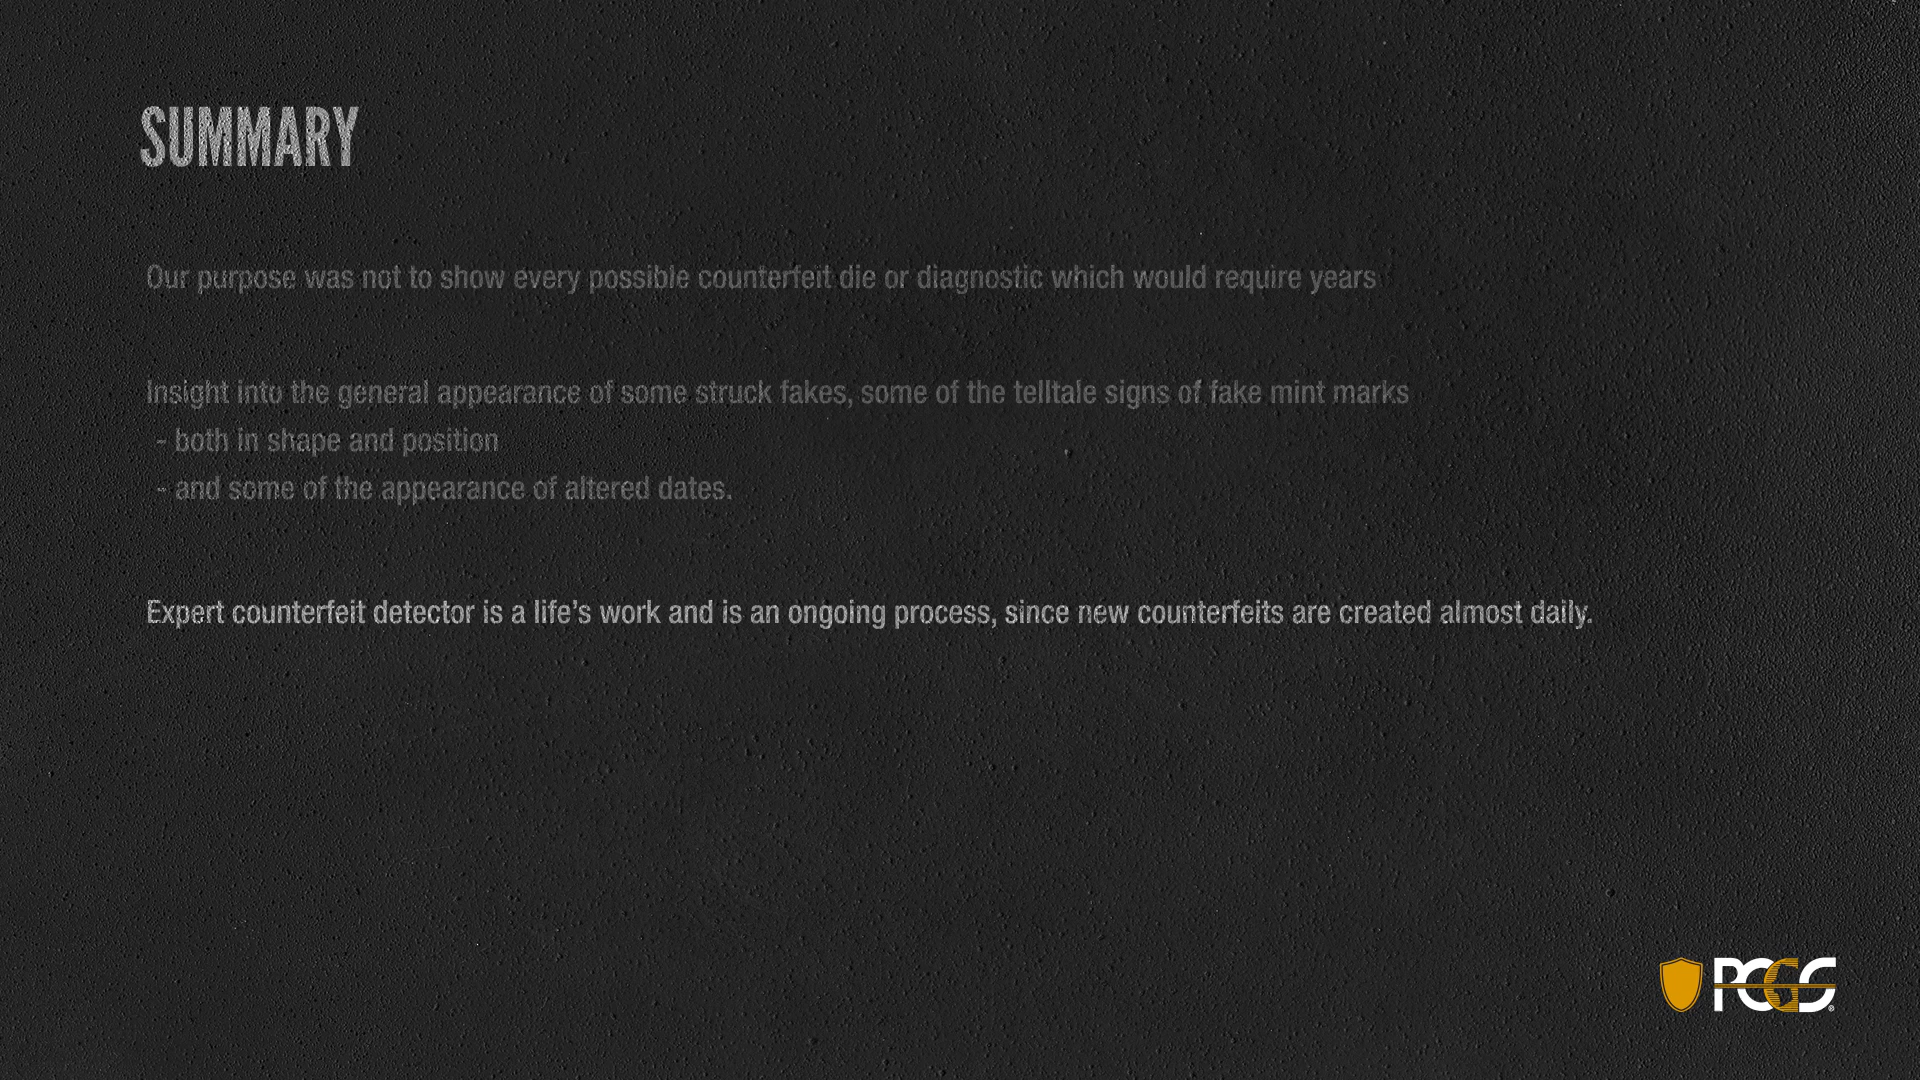 SUMMARY
Our purpose was not to show every possible counterfeit die or diagnostic which would require years
Insight into the general appearance of some struck fakes, some of the telltale signs of fake mint marks
- both in shape and position
- and some of the appearance of altered dates.
Expert counterfeit detector is a life’s work and is an ongoing process, since new counterfeits are created almost daily.
PCGS®